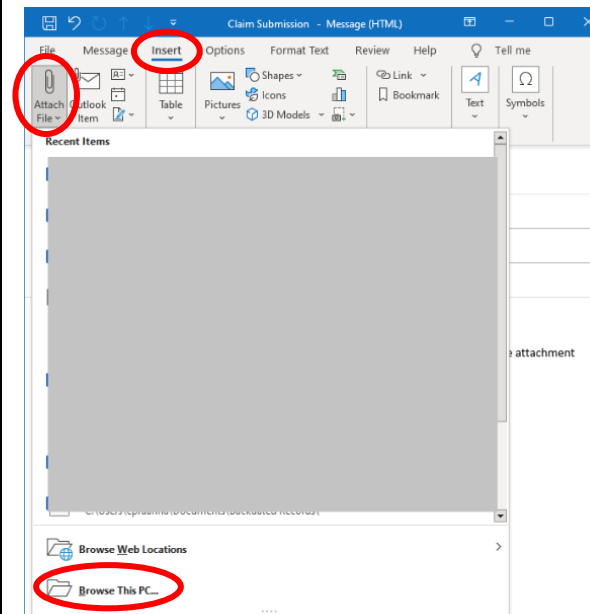 Claim Submission - Message (HTML)
File Message Insert Options Format Text Review Help Tell me
Attach File Outlook Item Table Pictures Shapes Icons 3D Models Link Bookmark Text Symbols
Recent Items
attachment
Browse Web Locations
Browse This PC...